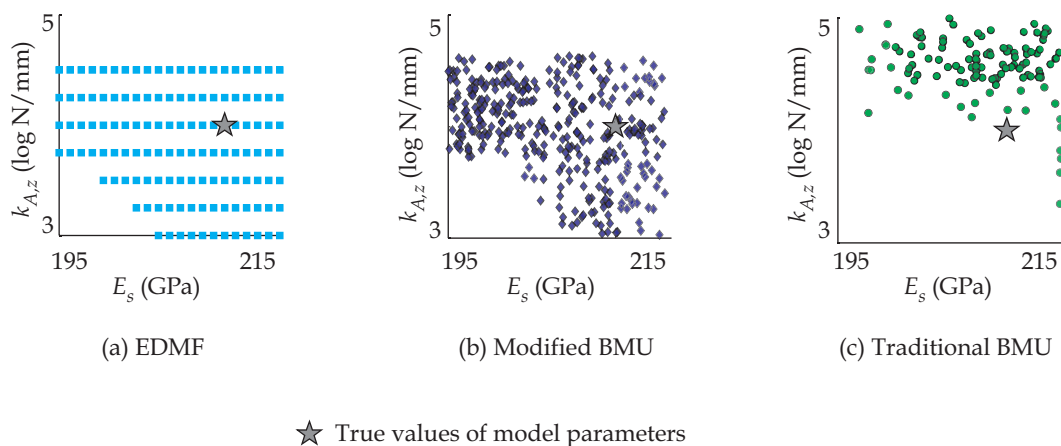 5
k_{A,z} (log N/mm)
3
195 215
E_s (GPa)
(a) EDMF
5
k_{A,z} (log N/mm)
3
195 215
E_s (GPa)
(b) Modified BMU
5
k_{A,z} (log N/mm)
3
195 215
E_s (GPa)
(c) Traditional BMU
True values of model parameters